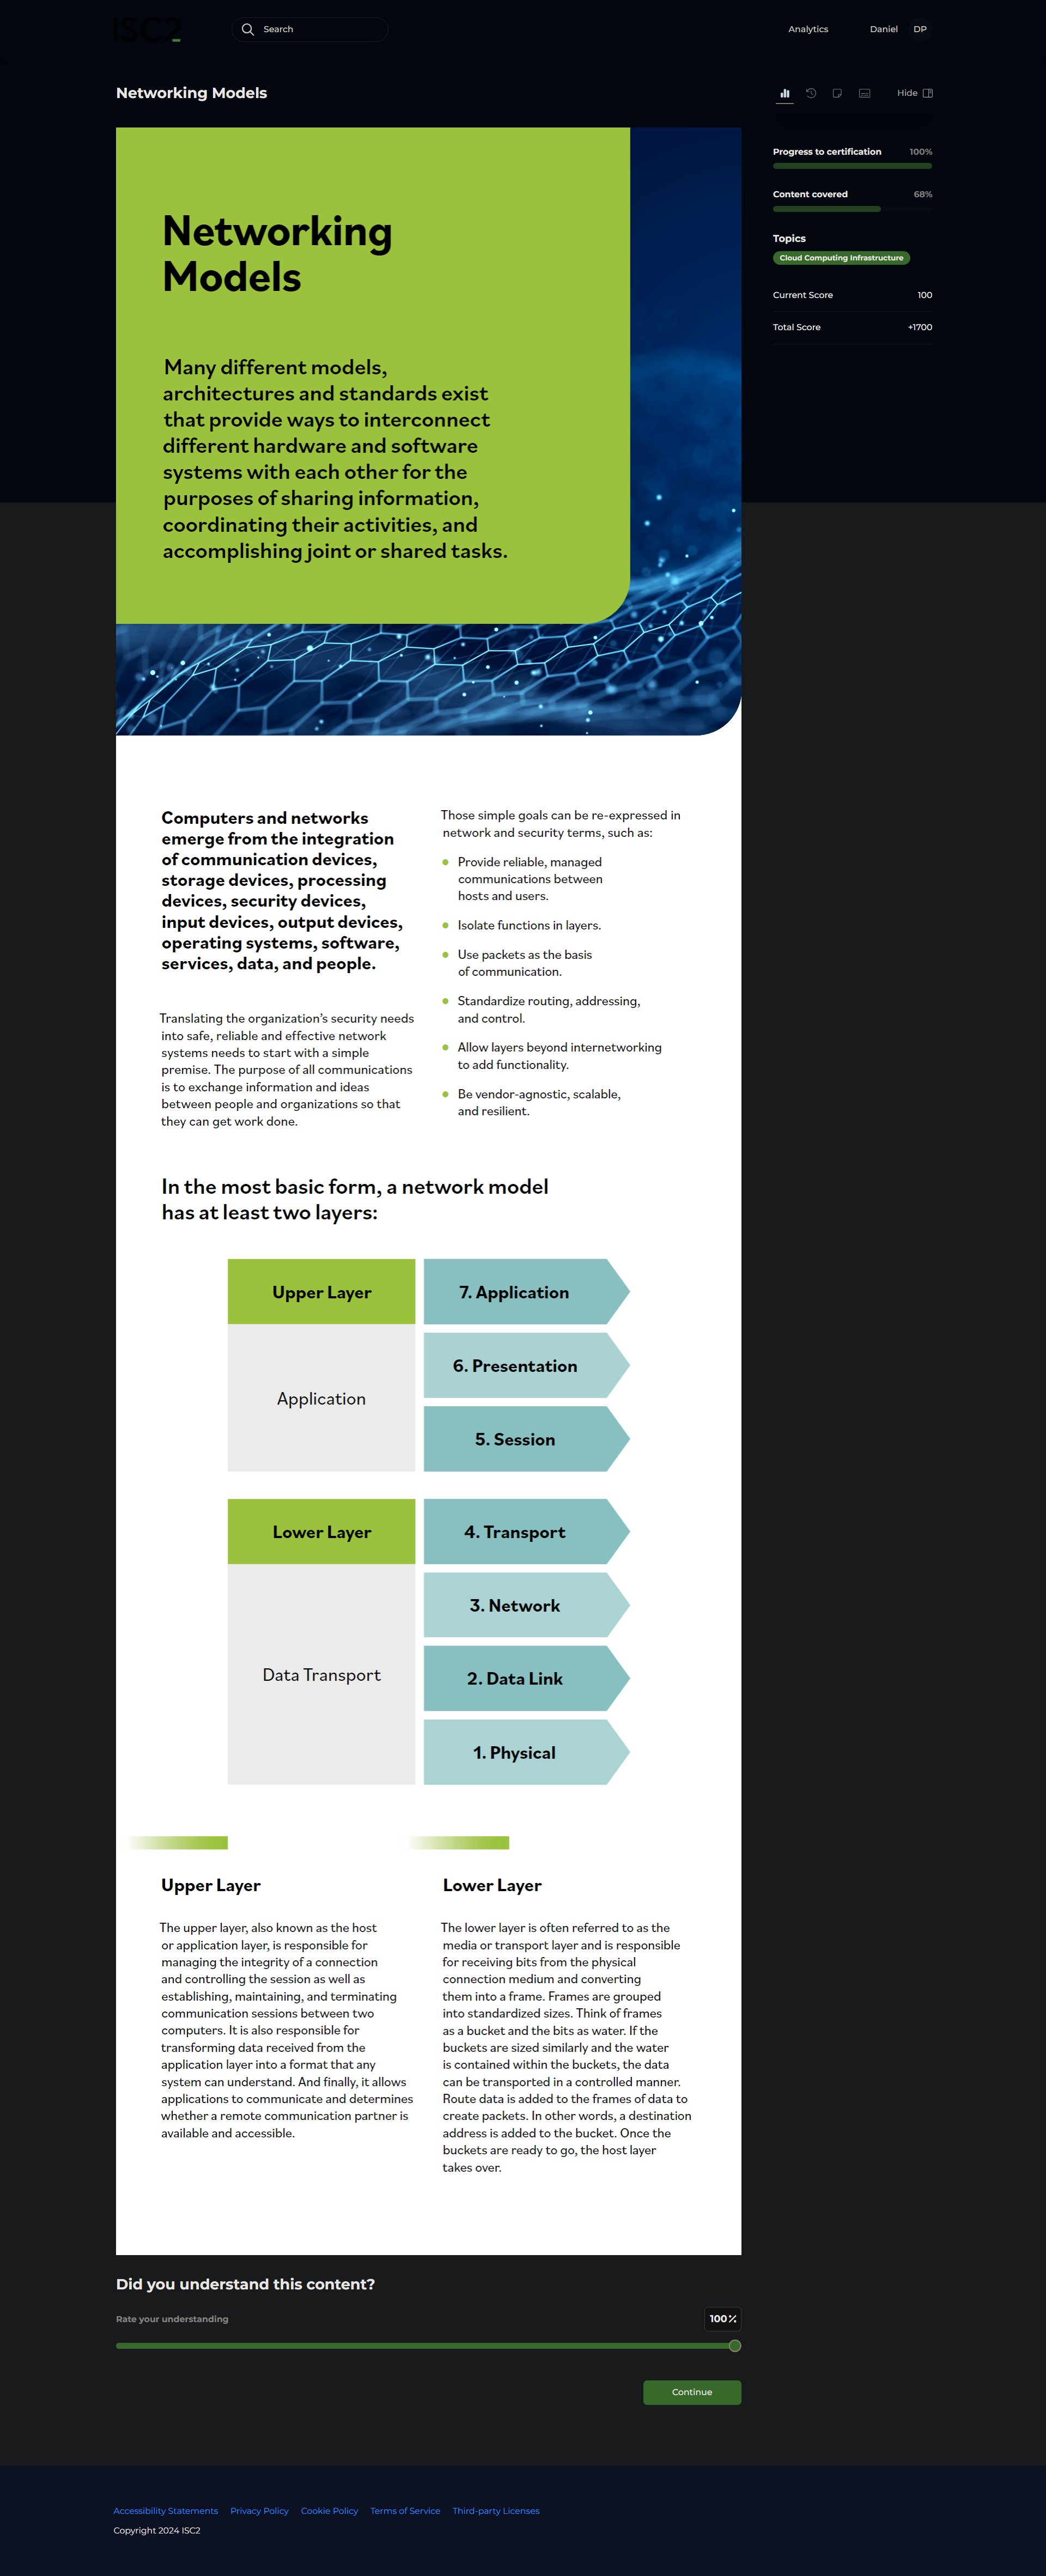 ISC2
Search
Analytics
Daniel
DP
Networking Models
Hide
Networking
Models
Many different models,
architectures and standards exist
that provide ways to interconnect
different hardware and software
systems with each other for the
purposes of sharing information,
coordinating their activities, and
accomplishing joint or shared tasks.
Progress to certification 100%
Content covered 68%
Topics
Cloud Computing Infrastructure
Current Score 100
Total Score +1700
Computers and networks
emerge from the integration
of communication devices,
storage devices, processing
devices, security devices,
input devices, output devices,
operating systems, software,
services, data, and people.
Translating the organization’s security needs
into safe, reliable and effective network
systems needs to start with a simple
premise. The purpose of all communications
is to exchange information and ideas
between people and organizations so that
they can get work done.
Those simple goals can be re-expressed in
network and security terms, such as:
Provide reliable, managed
communications between
hosts and users.
Isolate functions in layers.
Use packets as the basis
of communication.
Standardize routing, addressing,
and control.
Allow layers beyond internetworking
to add functionality.
Be vendor-agnostic, scalable,
and resilient.
In the most basic form, a network model
has at least two layers:
Upper Layer
Application
7. Application
6. Presentation
5. Session
Lower Layer
Data Transport
4. Transport
3. Network
2. Data Link
1. Physical
Upper Layer
The upper layer, also known as the host
or application layer, is responsible for
managing the integrity of a connection
and controlling the session as well as
establishing, maintaining, and terminating
communication sessions between two
computers. It is also responsible for
transforming data received from the
application layer into a format that any
system can understand. And finally, it allows
applications to communicate and determines
whether a remote communication partner is
available and accessible.
Lower Layer
The lower layer is often referred to as the
media or transport layer and is responsible
for receiving bits from the physical
connection medium and converting
them into a frame. Frames are grouped
into standardized sizes. Think of frames
as a bucket and the bits as water. If the
buckets are sized similarly and the water
is contained within the buckets, the data
can be transported in a controlled manner.
Route data is added to the frames of data to
create packets. In other words, a destination
address is added to the bucket. Once the
buckets are ready to go, the host layer
takes over.
Did you understand this content?
Rate your understanding
100%
Continue
Accessibility Statements Privacy Policy Cookie Policy Terms of Service Third-party Licenses
Copyright 2024 ISC2